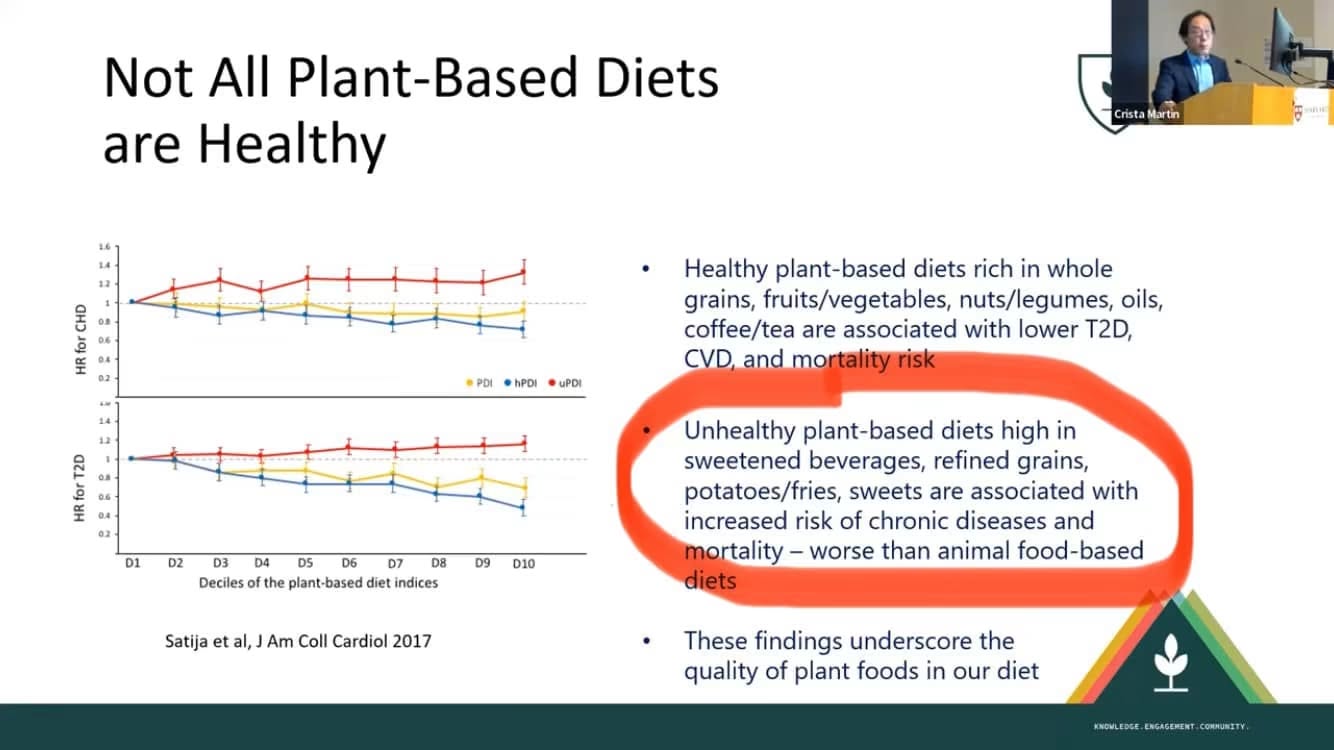 Not All Plant-Based Diets
are Healthy
Crista Martin
1.6
1.4
1.2
1
0.8
0.6
0.4
0.2
HR for CHD
PDI hPDI uPDI
1.4
1.2
1
0.8
0.6
0.4
0.2
HR for T2D
D1 D2 D3 D4 D5 D6 D7 D8 D9 D10
Deciles of the plant-based diet indices
Satija et al, J Am Coll Cardiol 2017
• Healthy plant-based diets rich in whole
grains, fruits/vegetables, nuts/legumes, oils,
coffee/tea are associated with lower T2D,
CVD, and mortality risk
• Unhealthy plant-based diets high in
sweetened beverages, refined grains,
potatoes/fries, sweets are associated with
increased risk of chronic diseases and
mortality – worse than animal food-based
diets
• These findings underscore the
quality of plant foods in our diet
KNOWLEDGE.ENGAGEMENT.COMMUNITY.